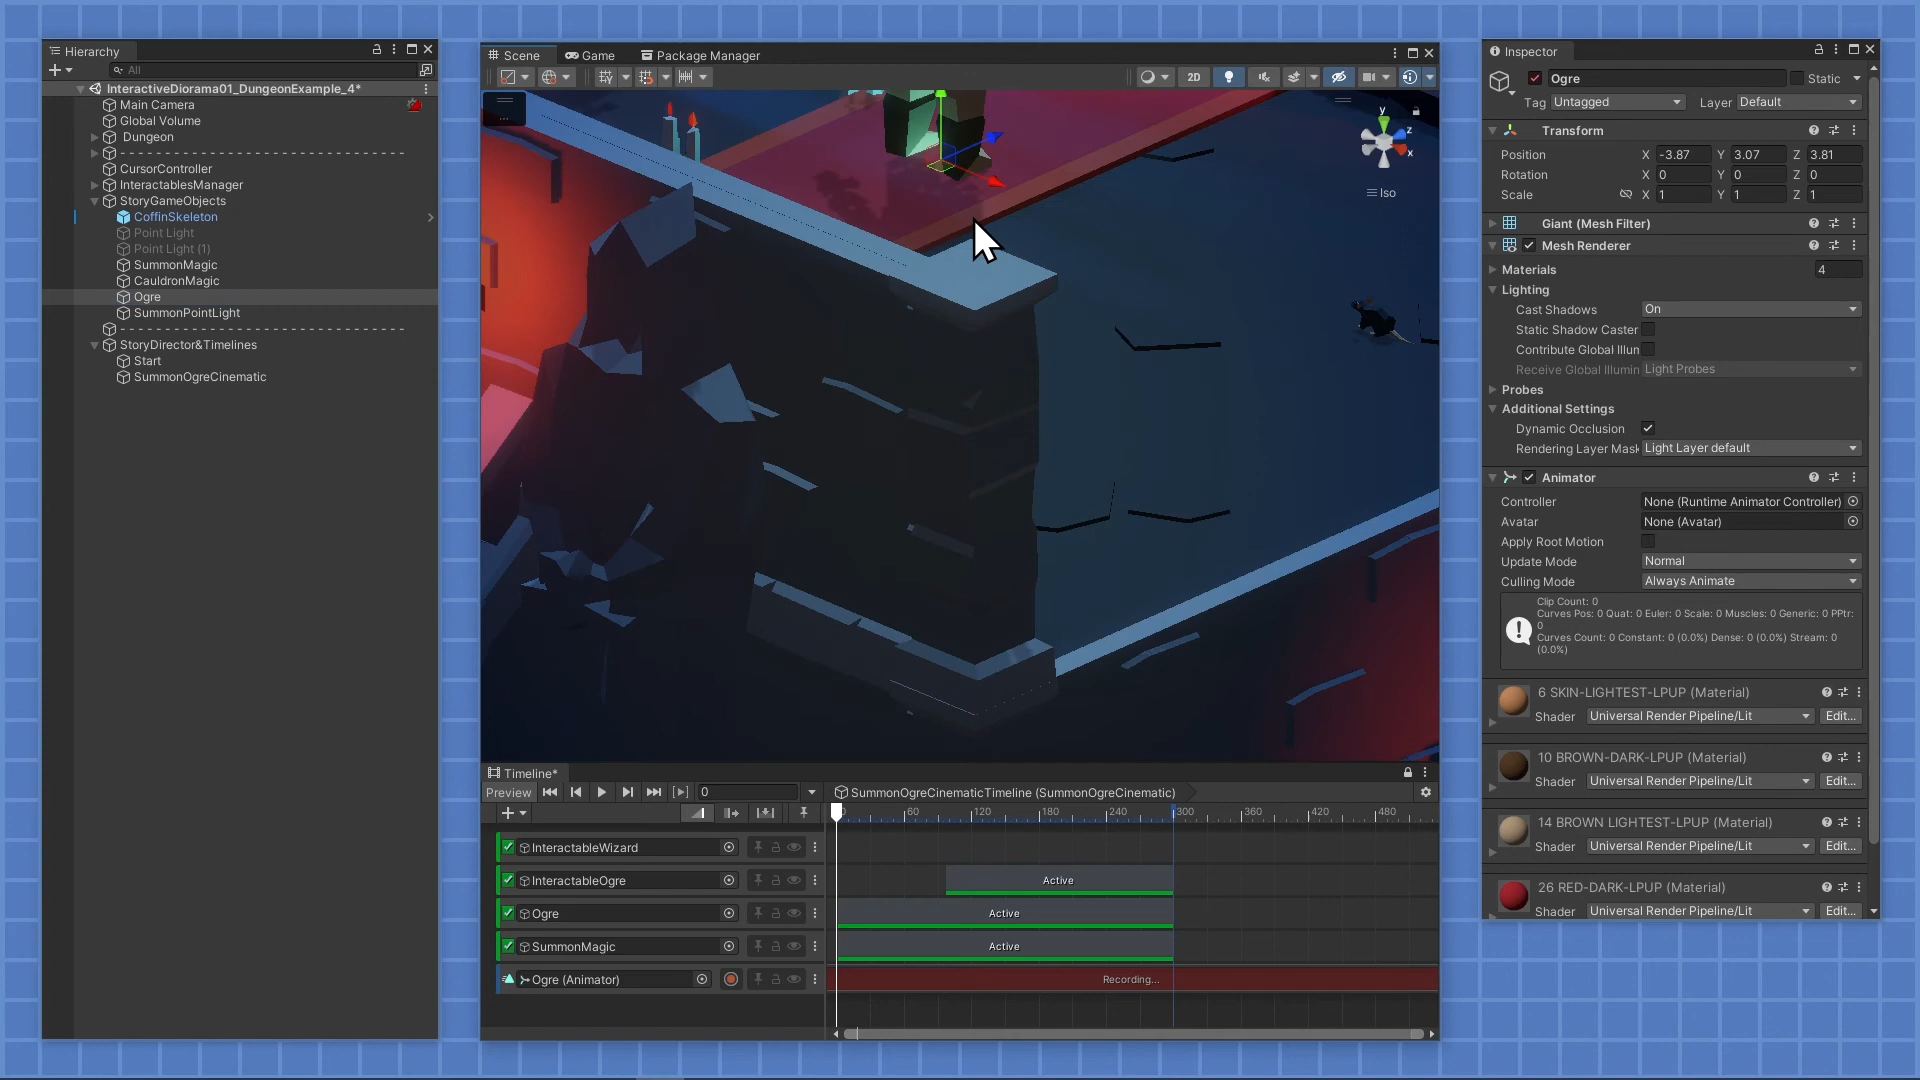 Hierarchy
All
InteractiveDiorama01_DungeonExample_4*
Main Camera
Global Volume
Dungeon
- - - - - - - - - - - - - - - - - - - - - - - - - - - - - - - - - - - -
CursorController
InteractablesManager
StoryGameObjects
CoffinSkeleton
Point Light
Point Light (1)
SummonMagic
CauldronMagic
Ogre
SummonPointLight
- - - - - - - - - - - - - - - - - - - - - - - - - - - - - - - - - - - -
StoryDirector&Timelines
Start
SummonOgreCinematic
Scene Game Package Manager
2D
y
z
x
Iso
Timeline*
Preview 0 SummonOgreCinematicTimeline (SummonOgreCinematic)
60 120 180 240 300 360 420 480
InteractableWizard
InteractableOgre Active
Ogre Active
SummonMagic Active
Ogre (Animator) Recording...
Inspector
Ogre Static
Tag Untagged Layer Default
Transform
Position X -3.87 Y 3.07 Z 3.81
Rotation X 0 Y 0 Z 0
Scale X 1 Y 1 Z 1
Giant (Mesh Filter)
Mesh Renderer
Materials 4
Lighting
Cast Shadows On
Static Shadow Caster
Contribute Global Illun
Receive Global Illumin Light Probes
Probes
Additional Settings
Dynamic Occlusion
Rendering Layer Mask Light Layer default
Animator
Controller None (Runtime Animator Controller)
Avatar None (Avatar)
Apply Root Motion
Update Mode Normal
Culling Mode Always Animate
Clip Count: 0
Curves Pos: 0 Quat: 0 Euler: 0 Scale: 0 Muscles: 0 Generic: 0 PPtr:
0
Curves Count: 0 Constant: 0 (0.0%) Dense: 0 (0.0%) Stream: 0
(0.0%)
6 SKIN-LIGHTEST-LPUP (Material)
Shader Universal Render Pipeline/Lit Edit...
10 BROWN-DARK-LPUP (Material)
Shader Universal Render Pipeline/Lit Edit...
14 BROWN LIGHTEST-LPUP (Material)
Shader Universal Render Pipeline/Lit Edit...
26 RED-DARK-LPUP (Material)
Shader Universal Render Pipeline/Lit Edit...